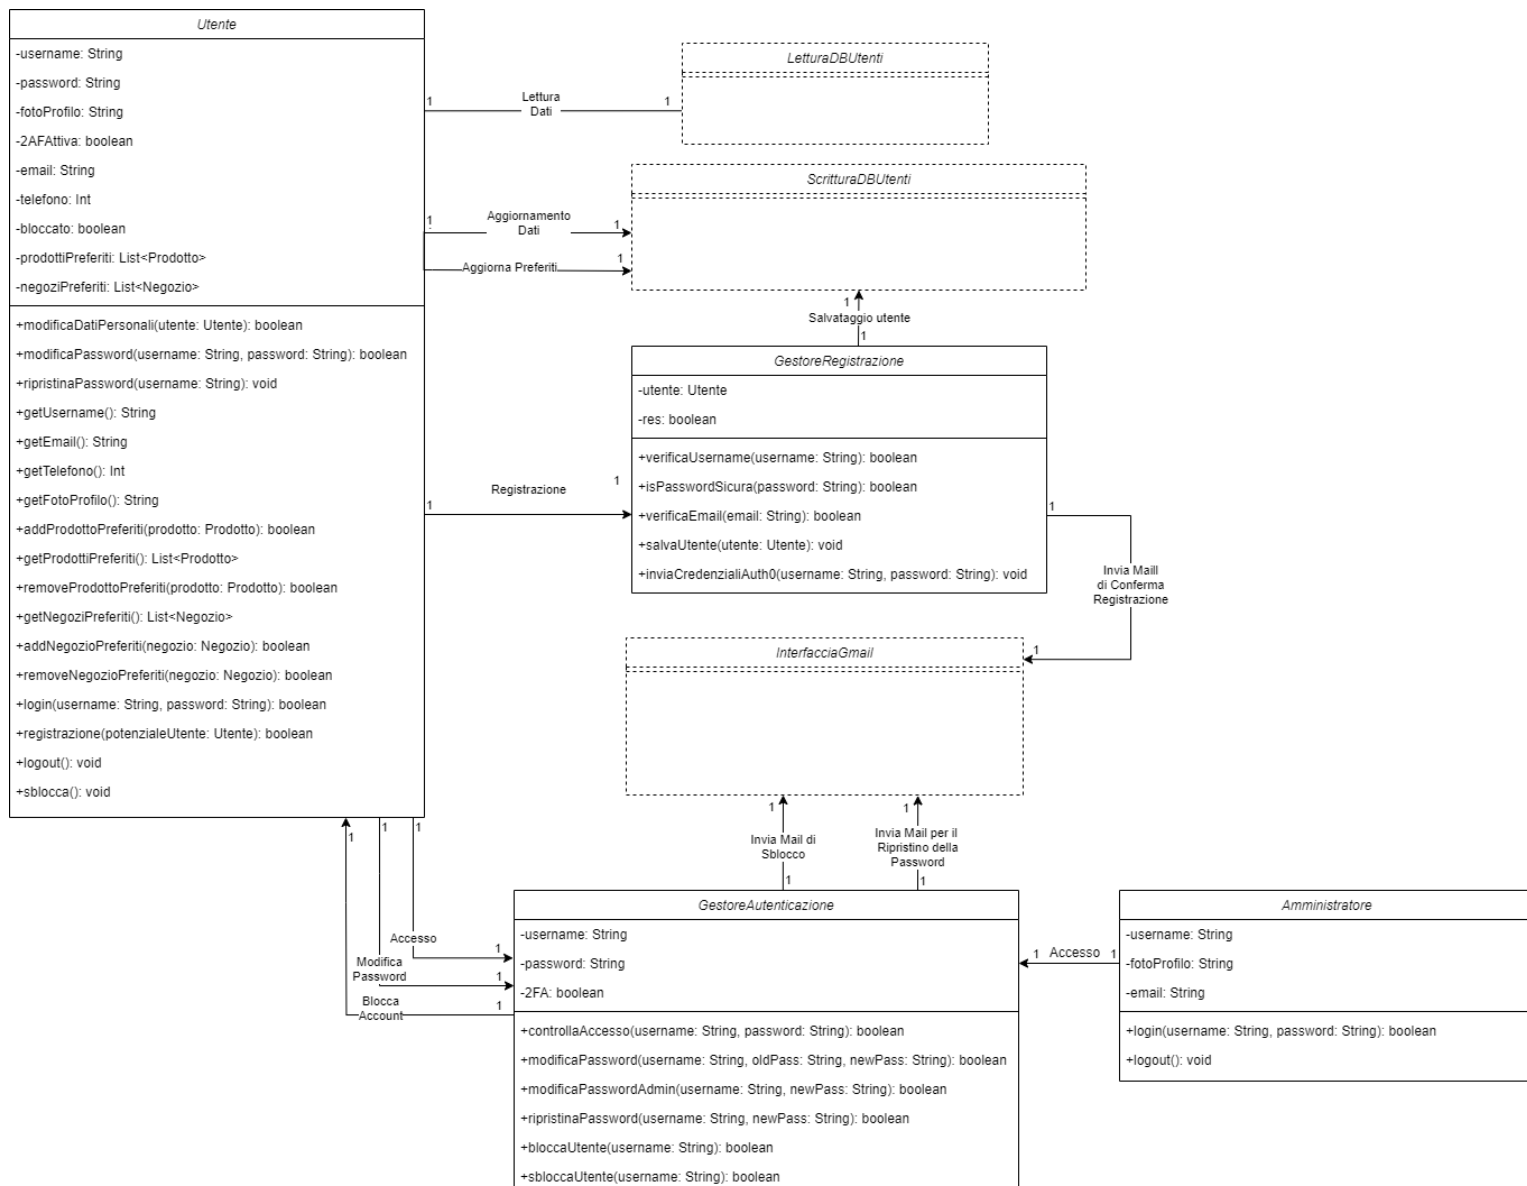 Utente
-username: String
-password: String
-fotoProfilo: String
-2AFAttiva: boolean
-email: String
-telefono: Int
-bloccato: boolean
-prodottiPreferiti: List<Prodotto>
-negoziPreferiti: List<Negozio>
+modificaDatiPersonali(utente: Utente): boolean
+modificaPassword(username: String, password: String): boolean
+ripristinaPassword(username: String): void
+getUsername(): String
+getEmail(): String
+getTelefono(): Int
+getFotoProfilo(): String
+addProdottoPreferiti(prodotto: Prodotto): boolean
+getProdottiPreferiti(): List<Prodotto>
+removeProdottoPreferiti(prodotto: Prodotto): boolean
+getNegoziPreferiti(): List<Negozio>
+addNegozioPreferiti(negozio: Negozio): boolean
+removeNegozioPreferiti(negozio: Negozio): boolean
+login(username: String, password: String): boolean
+registrazione(potenzialeUtente: Utente): boolean
+logout(): void
+sblocca(): void
LetturaDBUtenti
1
Lettura
Dati
1
ScritturaDBUtenti
1
Aggiornamento
Dati
1
Aggiorna Preferiti
1
1
Salvataggio utente
1
GestoreRegistrazione
-utente: Utente
-res: boolean
+verificaUsername(username: String): boolean
+isPasswordSicura(password: String): boolean
+verificaEmail(email: String): boolean
+salvaUtente(utente: Utente): void
+inviaCredenzialiAuth0(username: String, password: String): void
1
Registrazione
1
1
Invia Maill
di Conferma
Registrazione
1
InterfacciaGmail
1
Invia Mail di
Sblocco
1
1
Invia Mail per il
Ripristino della
Password
1
1
1
1
Accesso
1
Modifica
Password
1
Blocca
Account
1
GestoreAutenticazione
-username: String
-password: String
-2FA: boolean
+controllaAccesso(username: String, password: String): boolean
+modificaPassword(username: String, oldPass: String, newPass: String): boolean
+modificaPasswordAdmin(username: String, newPass: String): boolean
+ripristinaPassword(username: String, newPass: String): boolean
+bloccaUtente(username: String): boolean
+sbloccaUtente(username: String): boolean
1 Accesso 1
Amministratore
-username: String
-fotoProfilo: String
-email: String
+login(username: String, password: String): boolean
+logout(): void